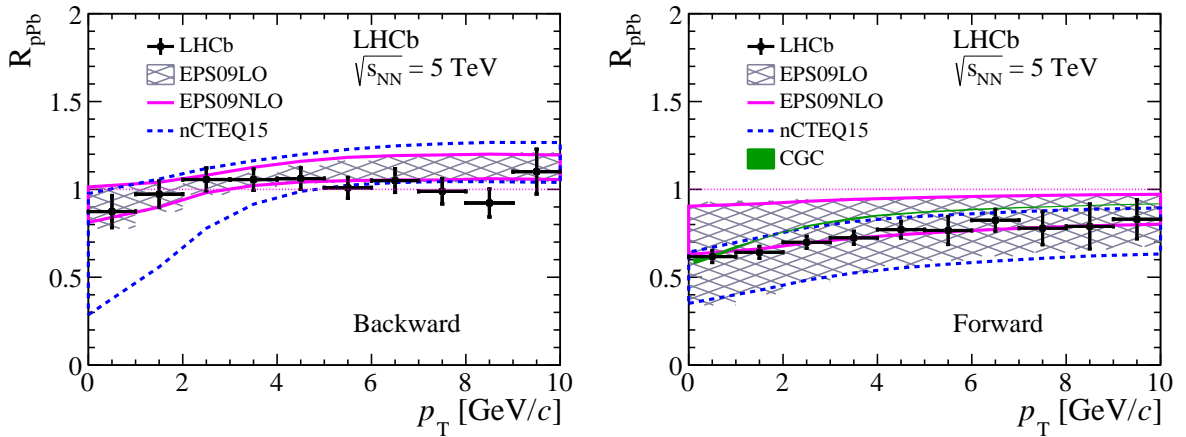 R_pPb
2
1.5
1
0.5
0
LHCb
EPS09LO
EPS09NLO
nCTEQ15
LHCb
√s_NN = 5 TeV
Backward
0 2 4 6 8 10
p_T [GeV/c]
R_pPb
2
1.5
1
0.5
0
LHCb
EPS09LO
EPS09NLO
nCTEQ15
CGC
LHCb
√s_NN = 5 TeV
Forward
0 2 4 6 8 10
p_T [GeV/c]